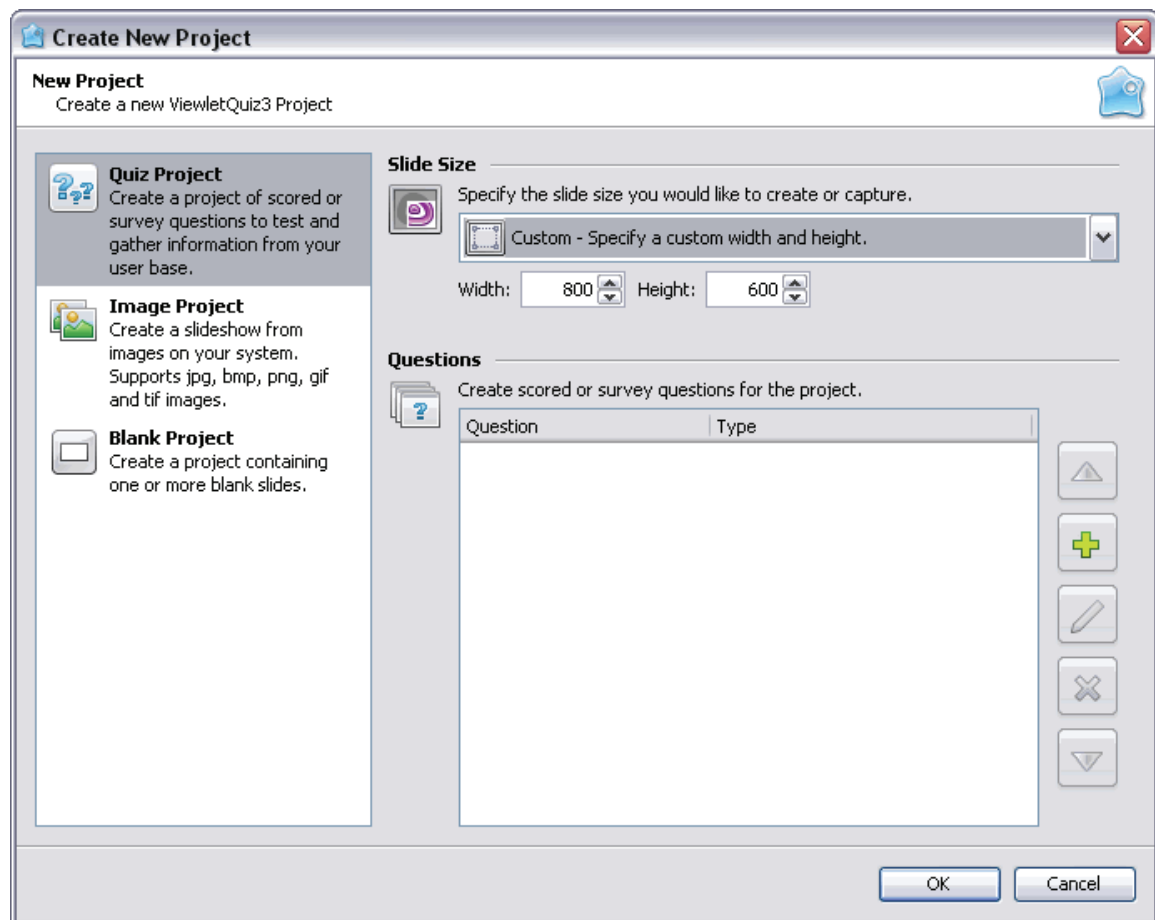 Create New Project
New Project
Create a new ViewletQuiz3 Project
Quiz Project
Create a project of scored or
survey questions to test and
gather information from your
user base.
Image Project
Create a slideshow from
images on your system.
Supports jpg, bmp, png, gif
and tif images.
Blank Project
Create a project containing
one or more blank slides.
Slide Size
Specify the slide size you would like to create or capture.
Custom - Specify a custom width and height.
Width: 800 Height: 600
Questions
Create scored or survey questions for the project.
Question Type
OK Cancel